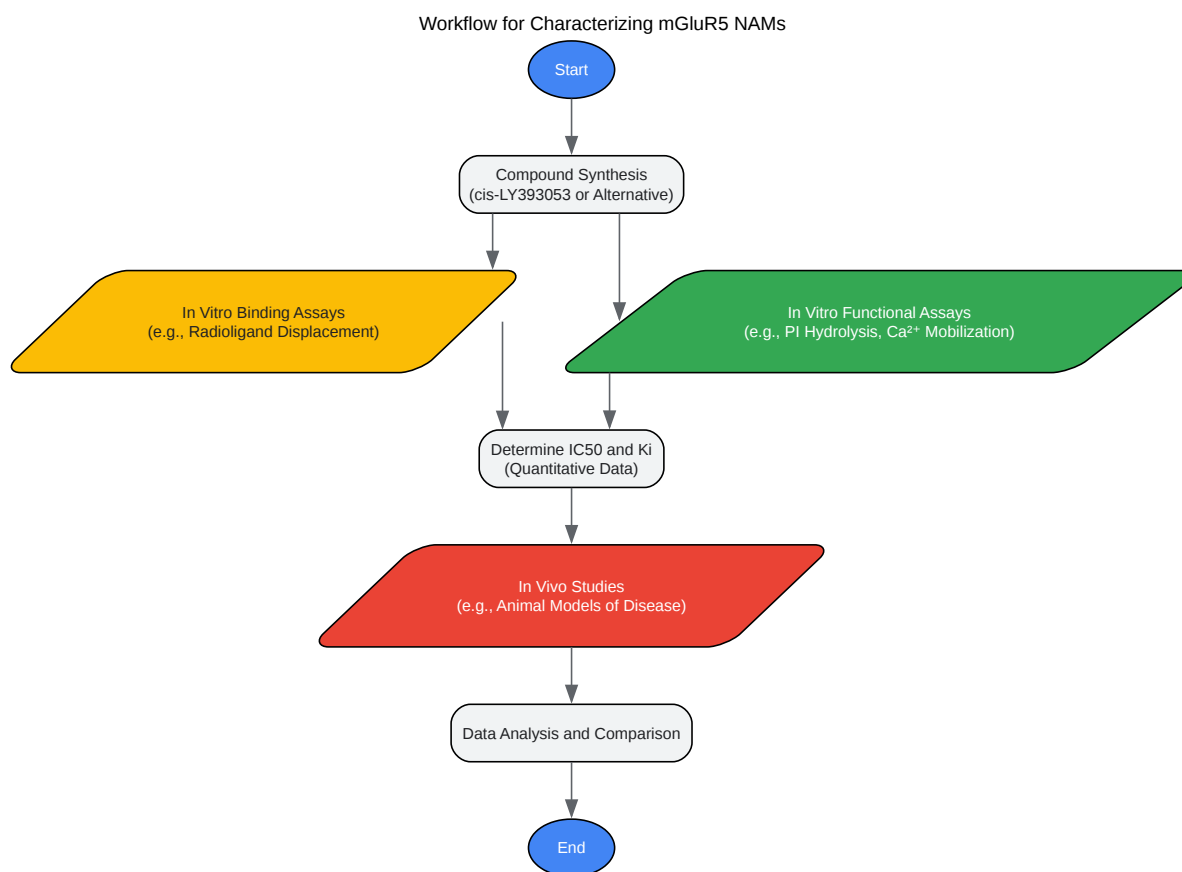 Workflow for Characterizing mGluR5 NAMs
Start
Compound Synthesis
(cis-LY393053 or Alternative)
In Vitro Binding Assays
(e.g., Radioligand Displacement)
In Vitro Functional Assays
(e.g., PI Hydrolysis, Ca²⁺ Mobilization)
Determine IC50 and Ki
(Quantitative Data)
In Vivo Studies
(e.g., Animal Models of Disease)
Data Analysis and Comparison
End